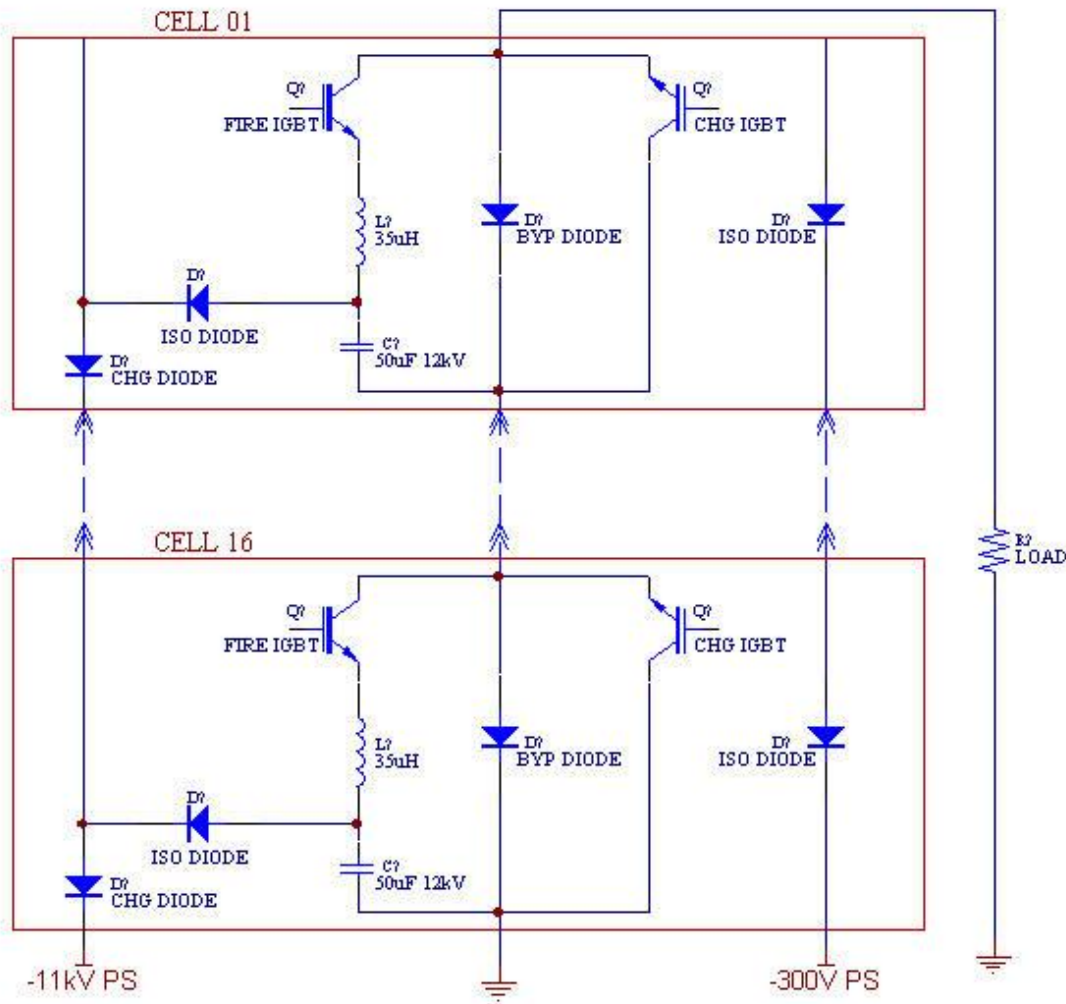 CELL 01
Q?
FIRE IGBT
Q?
CHG IGBT
L?
35uH
D?
BYP DIODE
D?
ISO DIODE
D?
ISO DIODE
C?
50uF 12kV
D?
CHG DIODE
CELL 16
R?
LOAD
Q?
FIRE IGBT
Q?
CHG IGBT
L?
35uH
D?
BYP DIODE
D?
ISO DIODE
D?
ISO DIODE
C?
50uF 12kV
D?
CHG DIODE
-11kV PS
-300V PS